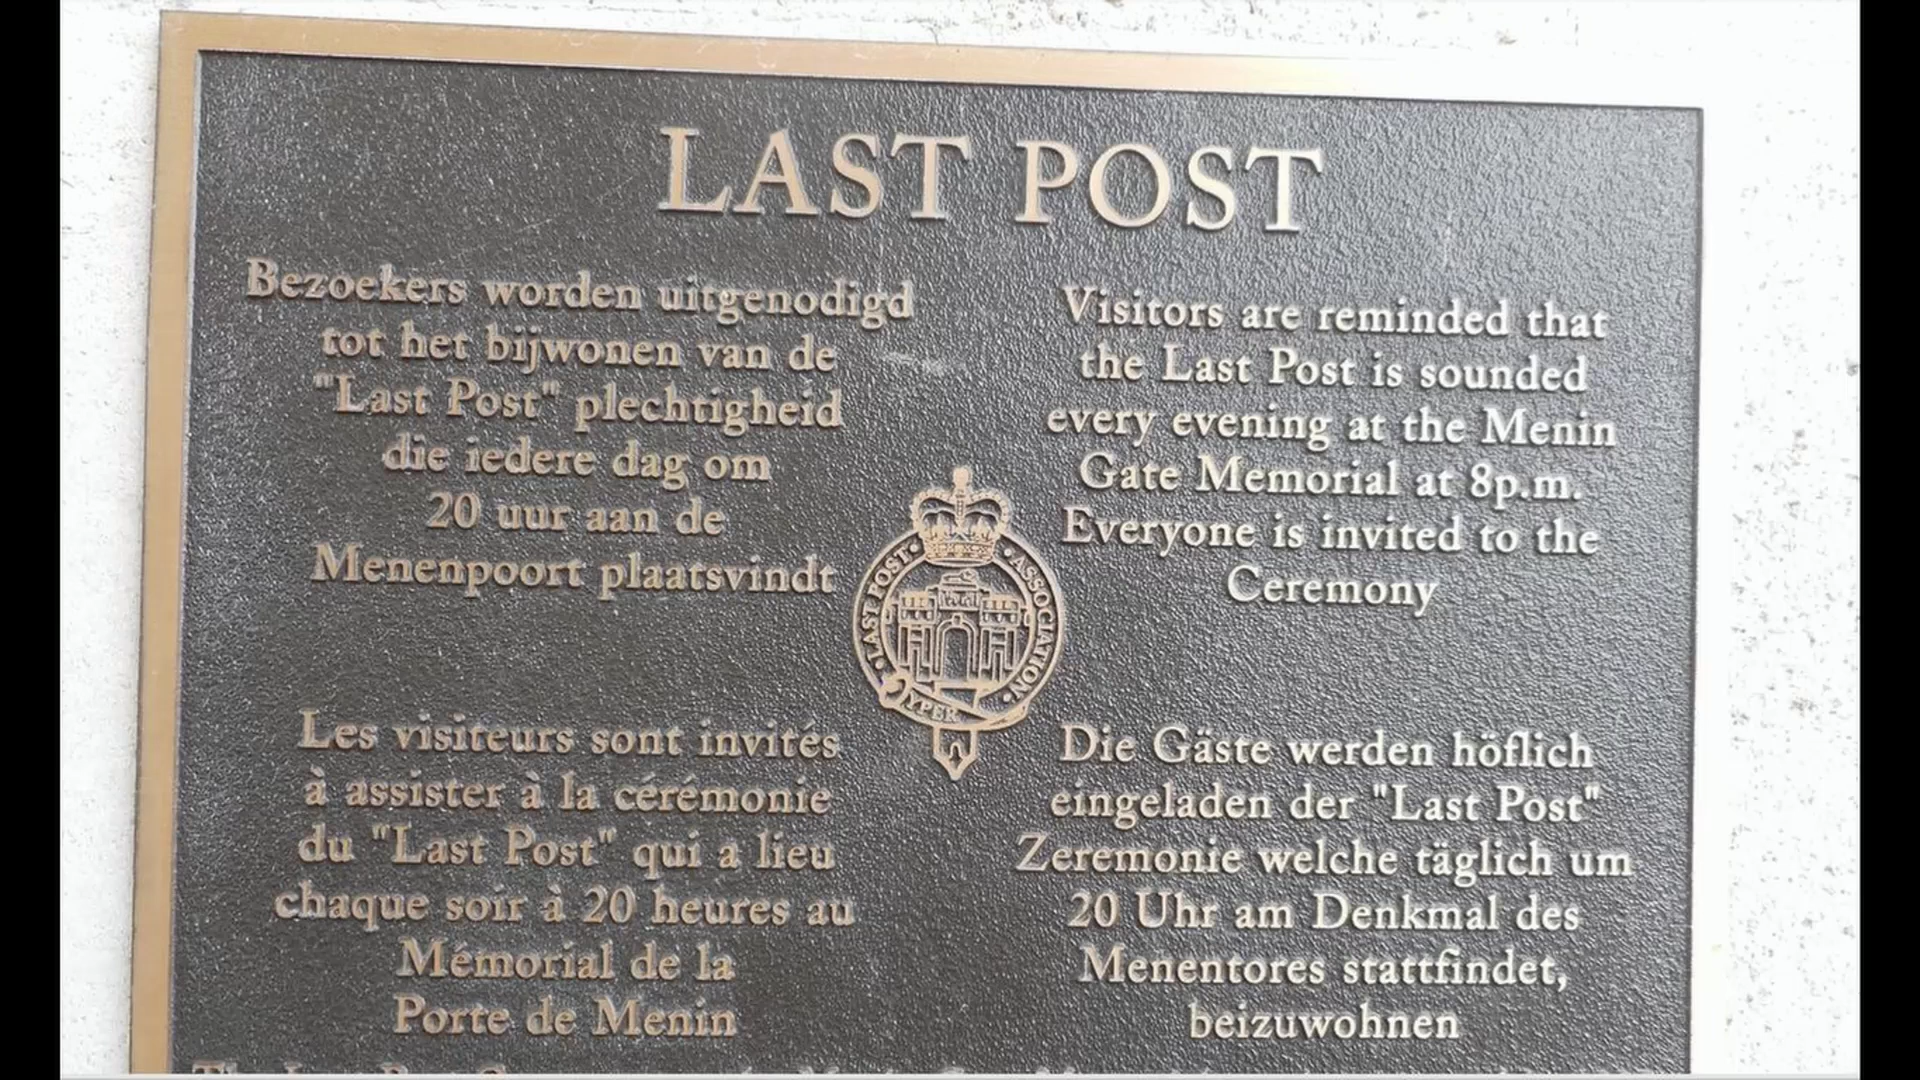 LAST POST
Bezoekers worden uitgenodigd
tot het bijwonen van de
"Last Post" plechtigheid
die iedere dag om
20 uur aan de
Menenpoort plaatsvindt
Visitors are reminded that
the Last Post is sounded
every evening at the Menin
Gate Memorial at 8p.m.
Everyone is invited to the
Ceremony
LAST POST • ASSOCIATION
YPER
Les visiteurs sont invités
à assister à la cérémonie
du "Last Post" qui a lieu
chaque soir à 20 heures au
Mémorial de la
Porte de Menin
Die Gäste werden höflich
eingeladen der "Last Post"
Zeremonie welche täglich um
20 Uhr am Denkmal des
Menentores stattfindet,
beizuwohnen